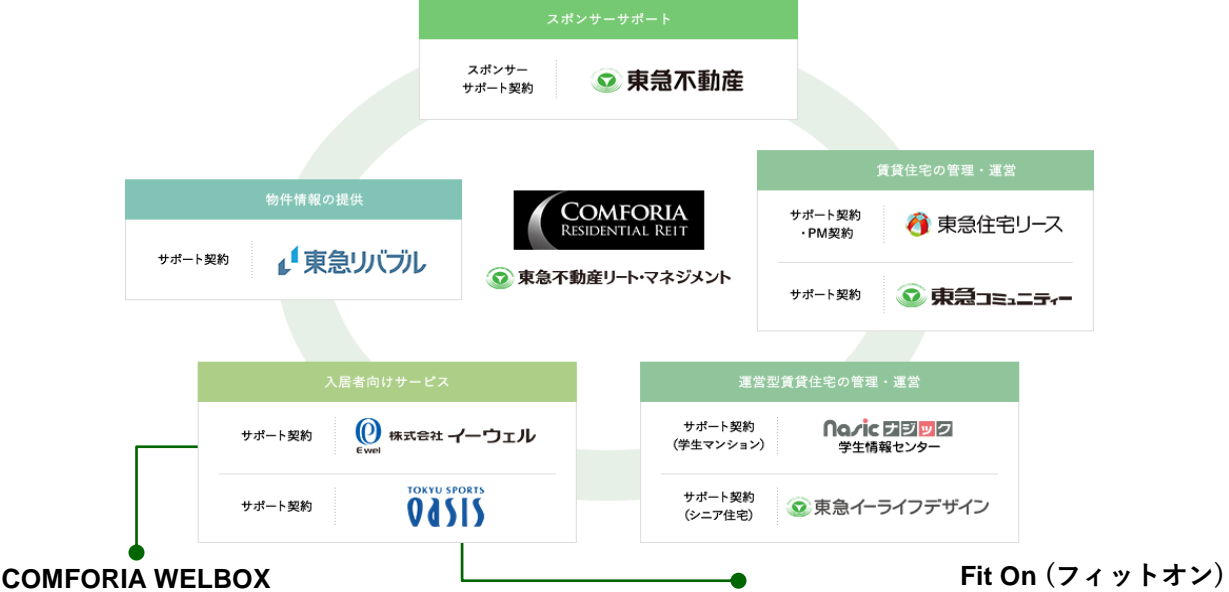 スポンサーサポート
スポンサー
サポート契約
東急不動産
物件情報の提供
サポート契約
東急リバブル
COMFORIA
RESIDENTIAL REIT
東急不動産リート・マネジメント
賃貸住宅の管理・運営
サポート契約
・PM契約
東急住宅リース
サポート契約
東急コミュニティー
入居者向けサービス
サポート契約
Ewel
株式会社 イーウェル
サポート契約
TOKYU SPORTS
OASIS
運営型賃貸住宅の管理・運営
サポート契約
(学生マンション)
Nasic ナジック
学生情報センター
サポート契約
(シニア住宅)
東急イーライフデザイン
COMFORIA WELBOX
Fit On（フィットオン）